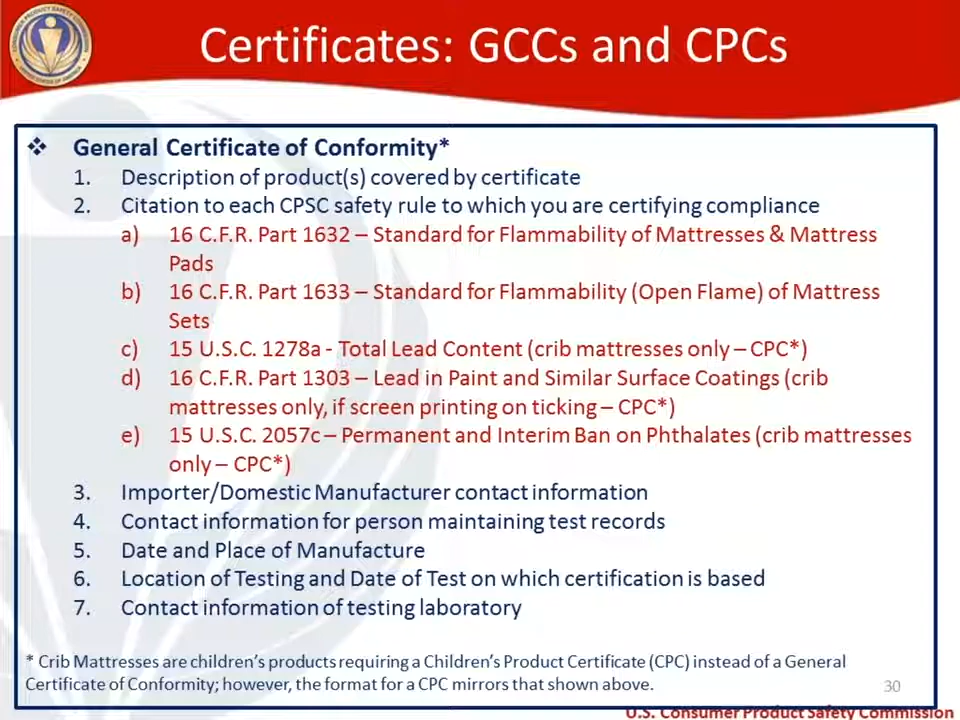 Certificates: GCCs and CPCs
❖ General Certificate of Conformity*
1. Description of product(s) covered by certificate
2. Citation to each CPSC safety rule to which you are certifying compliance
a) 16 C.F.R. Part 1632 – Standard for Flammability of Mattresses & Mattress
Pads
b) 16 C.F.R. Part 1633 – Standard for Flammability (Open Flame) of Mattress
Sets
c) 15 U.S.C. 1278a - Total Lead Content (crib mattresses only – CPC*)
d) 16 C.F.R. Part 1303 – Lead in Paint and Similar Surface Coatings (crib
mattresses only, if screen printing on ticking – CPC*)
e) 15 U.S.C. 2057c – Permanent and Interim Ban on Phthalates (crib mattresses
only – CPC*)
3. Importer/Domestic Manufacturer contact information
4. Contact information for person maintaining test records
5. Date and Place of Manufacture
6. Location of Testing and Date of Test on which certification is based
7. Contact information of testing laboratory
* Crib Mattresses are children's products requiring a Children's Product Certificate (CPC) instead of a General
Certificate of Conformity; however, the format for a CPC mirrors that shown above.
30
U.S. Consumer Product Safety Commission